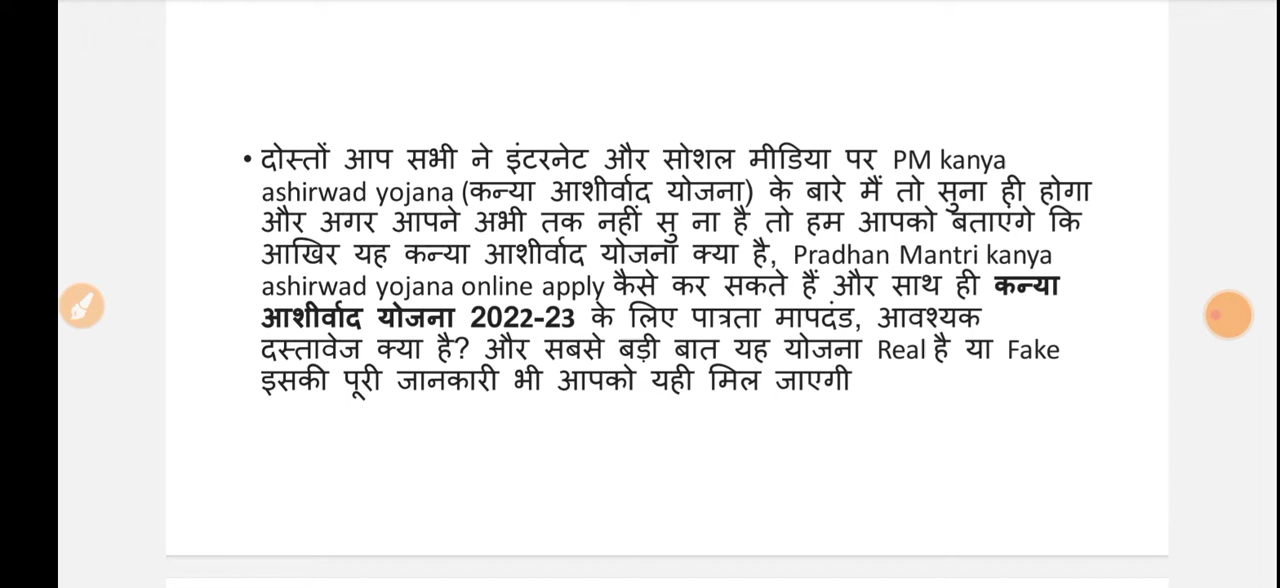 • दोस्तों आप सभी ने इंटरनेट और सोशल मीडिया पर PM kanya
ashirwad yojana (कन्या आशीर्वाद योजना) के बारे मैं तो सुना ही होगा
और अगर आपने अभी तक नहीं सु ना है तो हम आपको बताएंगे कि
आखिर यह कन्या आशीर्वाद योजना क्या है, Pradhan Mantri kanya
ashirwad yojana online apply कैसे कर सकते हैं और साथ ही कन्या
आशीर्वाद योजना 2022-23 के लिए पात्रता मापदंड, आवश्यक
दस्तावेज क्या है? और सबसे बड़ी बात यह योजना Real है या Fake
इसकी पूरी जानकारी भी आपको यही मिल जाएगी